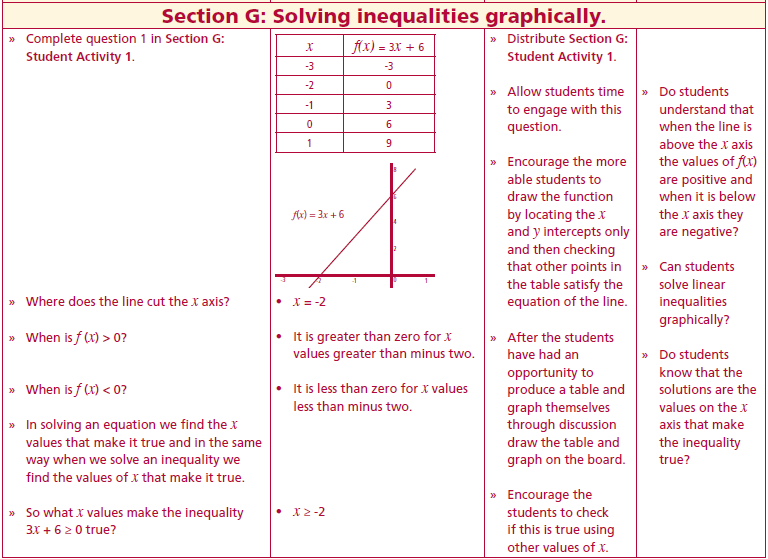 Section G: Solving inequalities graphically.
» Complete question 1 in Section G:
Student Activity 1.
x f(x) = 3x + 6
-3 -3
-2 0
-1 3
0 6
1 9
8
6
4
2
f(x) = 3x + 6
-3 -2 -1 0 1
» Where does the line cut the x axis?
• x = -2
» When is f (x) > 0?
• It is greater than zero for x
values greater than minus two.
» When is f (x) < 0?
• It is less than zero for x values
less than minus two.
» In solving an equation we find the x
values that make it true and in the same
way when we solve an inequality we
find the values of x that make it true.
» So what x values make the inequality
3x + 6 ≥ 0 true?
• x ≥ -2
» Distribute Section G:
Student Activity 1.
» Allow students time
to engage with this
question.
» Encourage the more
able students to
draw the function
by locating the x
and y intercepts only
and then checking
that other points in
the table satisfy the
equation of the line.
» After the students
have had an
opportunity to
produce a table and
graph themselves
through discussion
draw the table and
graph on the board.
» Encourage the
students to check
if this is true using
other values of x.
» Do students
understand that
when the line is
above the x axis
the values of f(x)
are positive and
when it is below
the x axis they
are negative?
» Can students
solve linear
inequalities
graphically?
» Do students
know that the
solutions are the
values on the x
axis that make
the inequality
true?